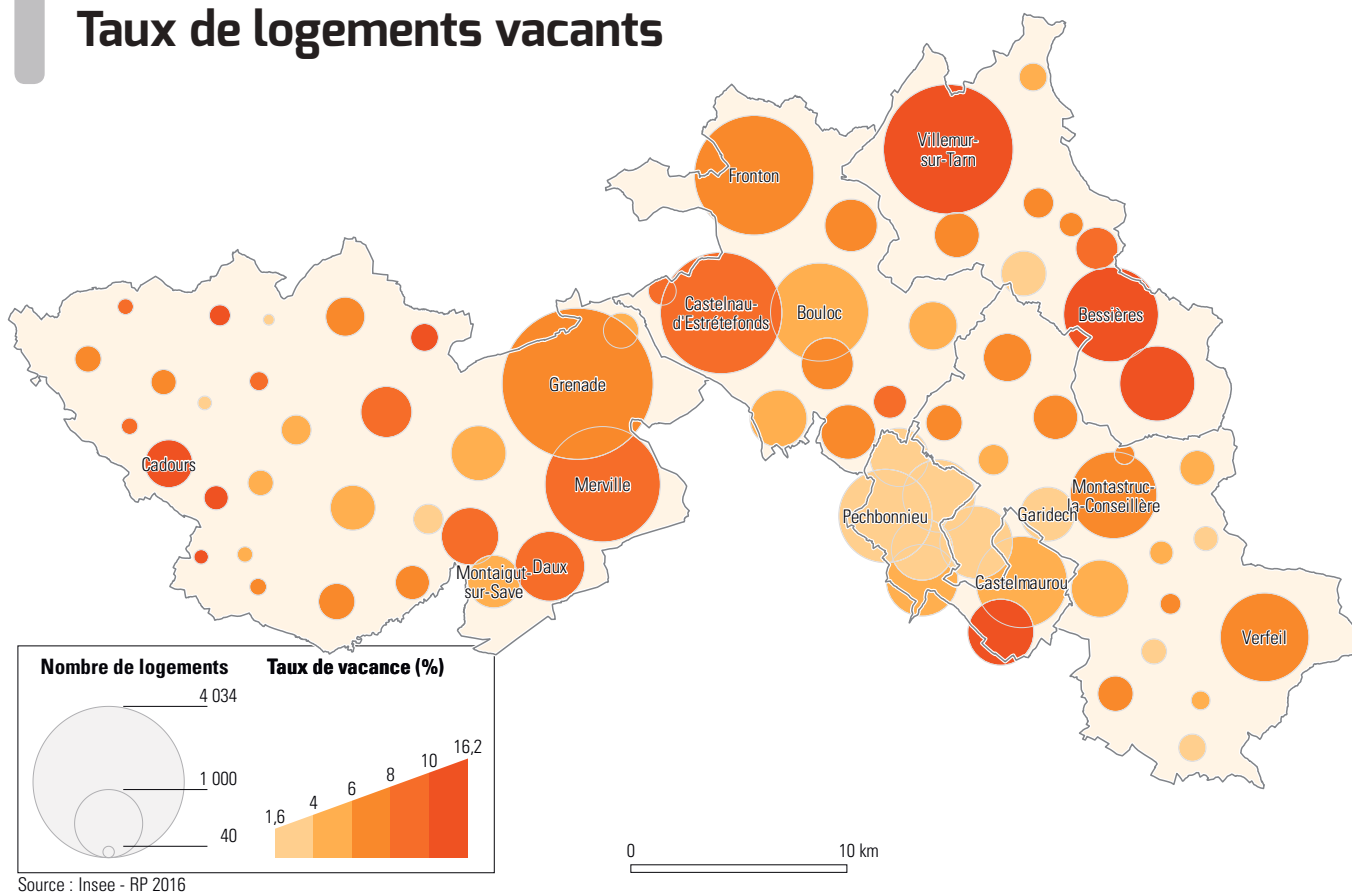 Taux de logements vacants
Villemur-
sur-Tarn
Fronton
Castelnau-
d'Estrétefonds
Bouloc
Bessières
Grenade
Cadours
Merville
Montastruc-
la-Conseillère
Garidech
Pechbonnieu
Daux
Montaigut-
sur-Save
Castelmaurou
Verfeil
Nombre de logements
4 034
1 000
40
Taux de vacance (%)
1,6
4
6
8
10
16,2
0
10 km
Source : Insee - RP 2016